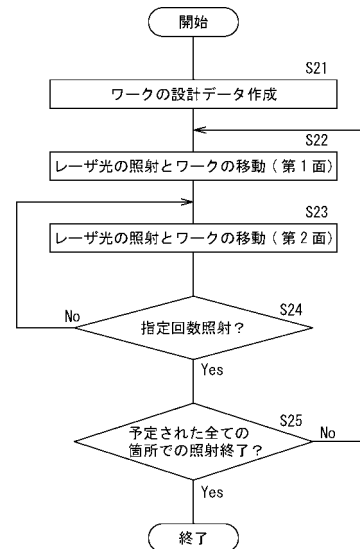 開始
S21
ワークの設計データ作成
S22
レーザ光の照射とワークの移動(第1面)
S23
レーザ光の照射とワークの移動(第2面)
S24
No
指定回数照射?
Yes
S25
予定された全ての
箇所での照射終了?
No
Yes
終了